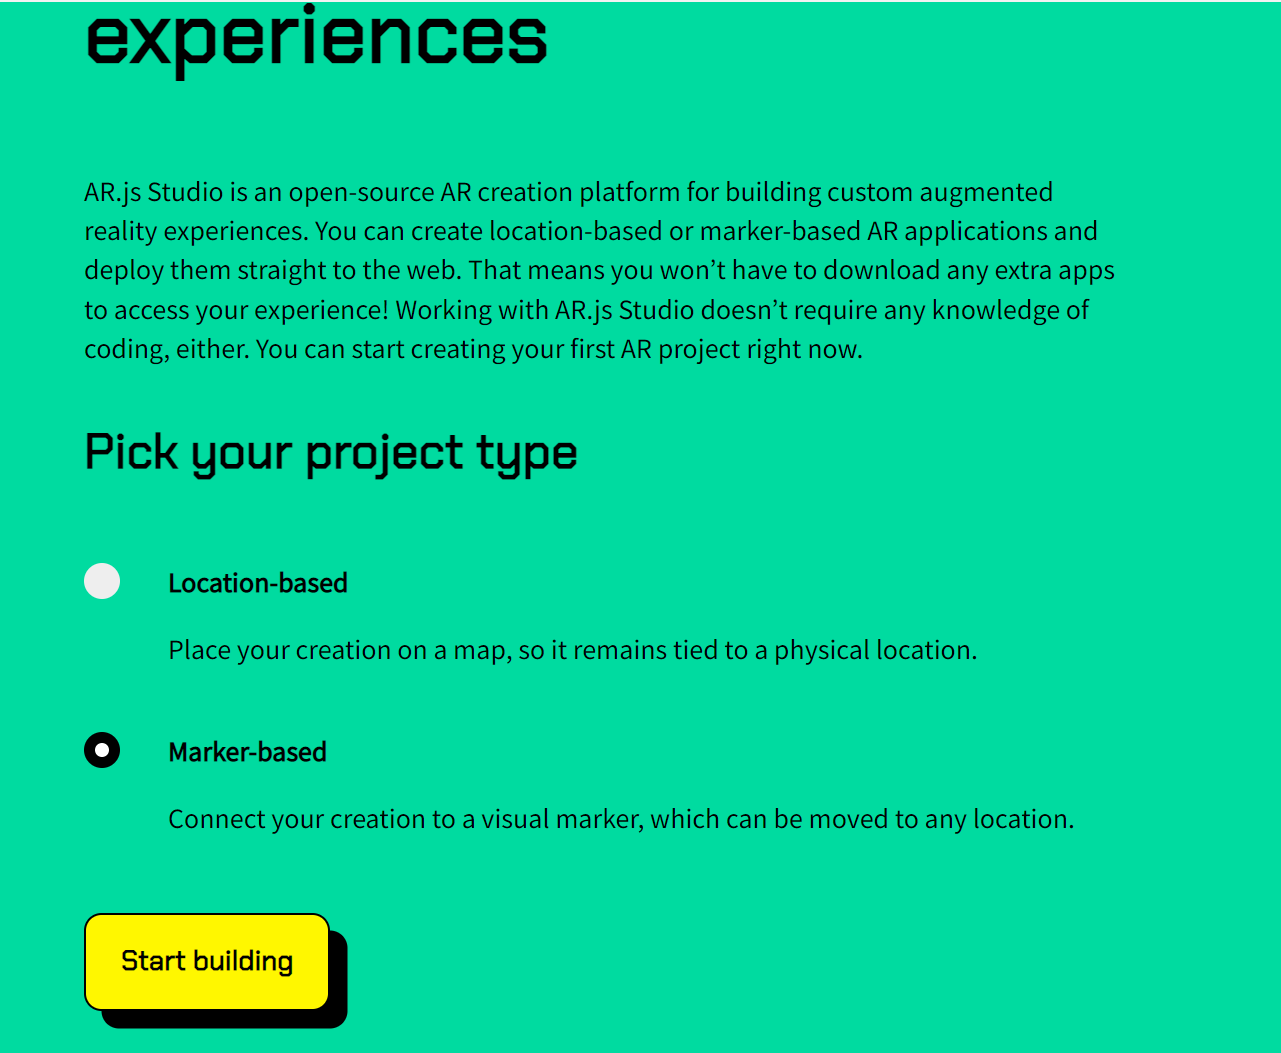 experiences
AR.js Studio is an open-source AR creation platform for building custom augmented
reality experiences. You can create location-based or marker-based AR applications and
deploy them straight to the web. That means you won’t have to download any extra apps
to access your experience! Working with AR.js Studio doesn’t require any knowledge of
coding, either. You can start creating your first AR project right now.
Pick your project type
Location-based
Place your creation on a map, so it remains tied to a physical location.
Marker-based
Connect your creation to a visual marker, which can be moved to any location.
Start building